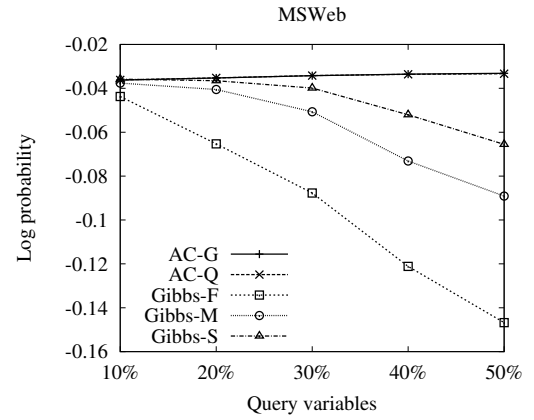 MSWeb
-0.02
-0.04
-0.06
-0.08
-0.1
-0.12
-0.14
-0.16
Log probability
AC-G
AC-Q
Gibbs-F
Gibbs-M
Gibbs-S
10% 20% 30% 40% 50%
Query variables